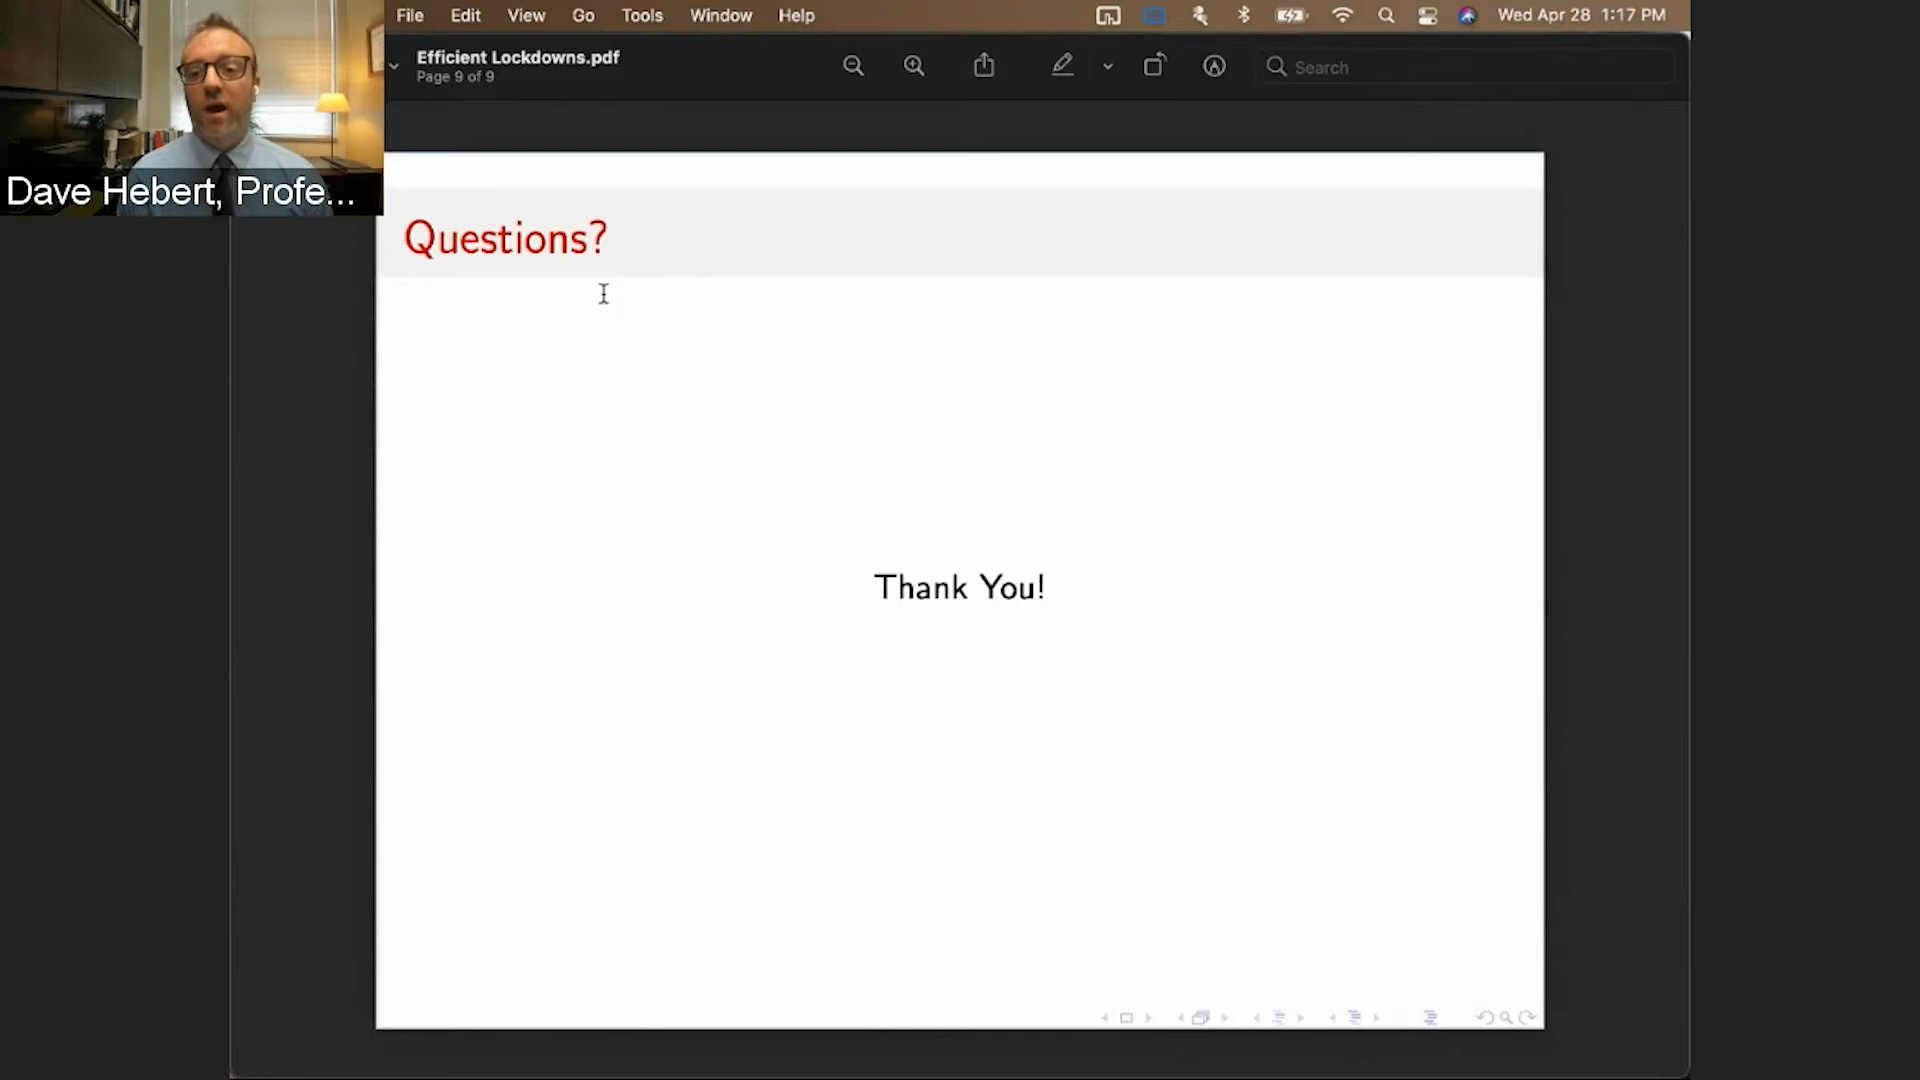 File Edit View Go Tools Window Help Wed Apr 28 1:17 PM
Efficient Lockdowns.pdf
Page 9 of 9
Search
Dave Hebert, Profe...
Questions?
Thank You!